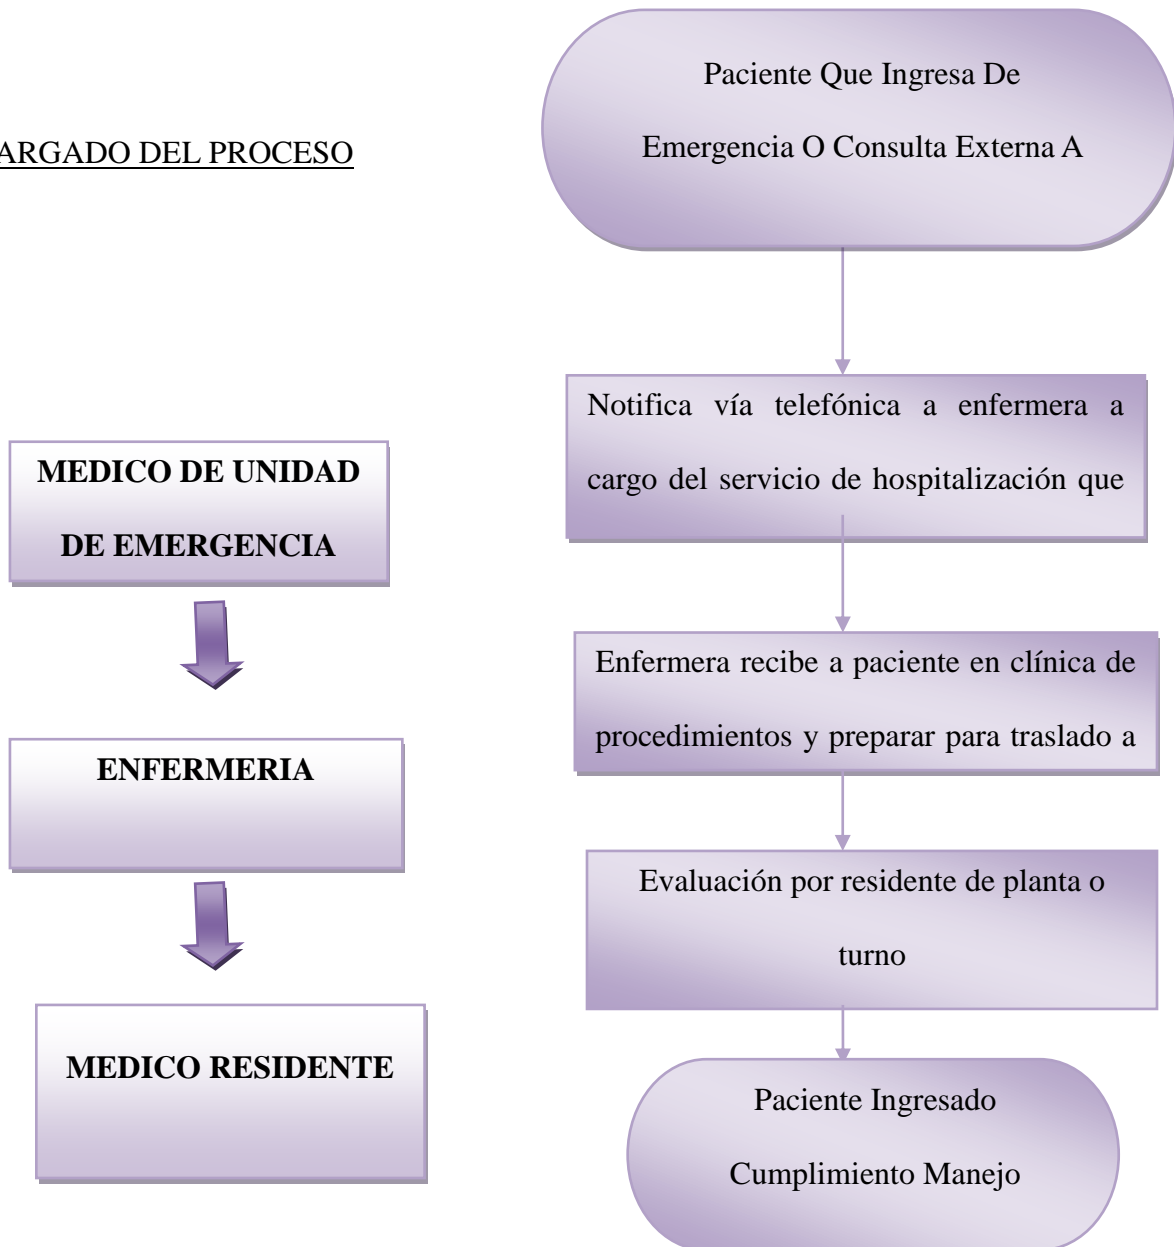 ARGADO DEL PROCESO
MEDICO DE UNIDAD
DE EMERGENCIA
ENFERMERIA
MEDICO RESIDENTE
Paciente Que Ingresa De
Emergencia O Consulta Externa A
Notifica vía telefónica a enfermera a
cargo del servicio de hospitalización que
Enfermera recibe a paciente en clínica de
procedimientos y preparar para traslado a
Evaluación por residente de planta o
turno
Paciente Ingresado
Cumplimiento Manejo